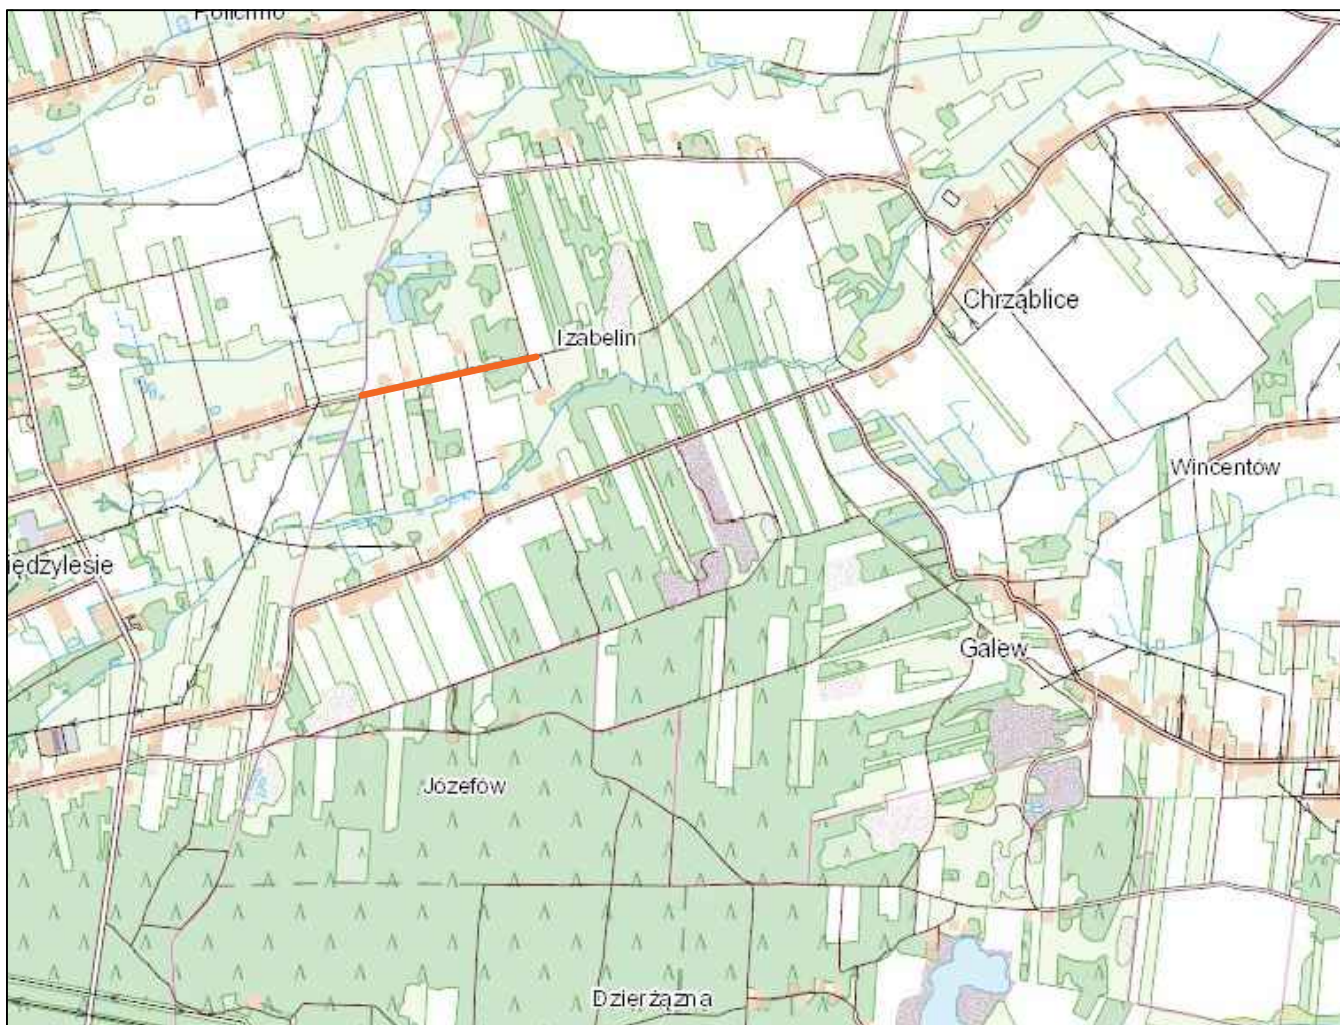 Izabelin
Chrząblice
Wincentów
iędzylesie
Galew
Józefów
Dzierżązna